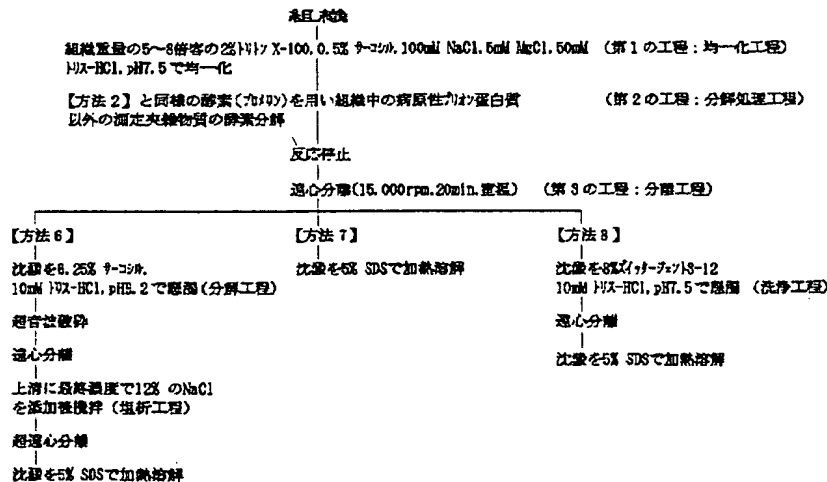 組織塊
組織重量の5〜8倍容の2%トリトン X-100,0.5% サーコシル,100mM NaCl,5mM MgCl,50mM (第1の工程:均一化工程)
トリス-HCl,pH7.5で均一化
【方法2】と同様の酵素(ブロメリン)を用い組織中の病原性プリオン蛋白質 (第2の工程:分解処理工程)
以外の測定夾雑物質の酵素分解
反応停止
遠心分離(15,000rpm,20min,室温) (第3の工程:分離工程)
【方法6】 【方法7】 【方法8】
沈殿を6.25% サーコシル, 沈殿を5% SDSで加熱溶解 沈殿を8%ズイッタージェント3-12
10mM トリス-HCl,pH9.2で懸濁(分解工程) 10mM トリス-HCl,pH7.5で懸濁 (洗浄工程)
超音波破砕 遠心分離
遠心分離 沈殿を5% SDSで加熱溶解
上清に最終濃度で12% のNaCl
を添加後攪拌 (塩析工程)
超遠心分離
沈殿を5% SDSで加熱溶解